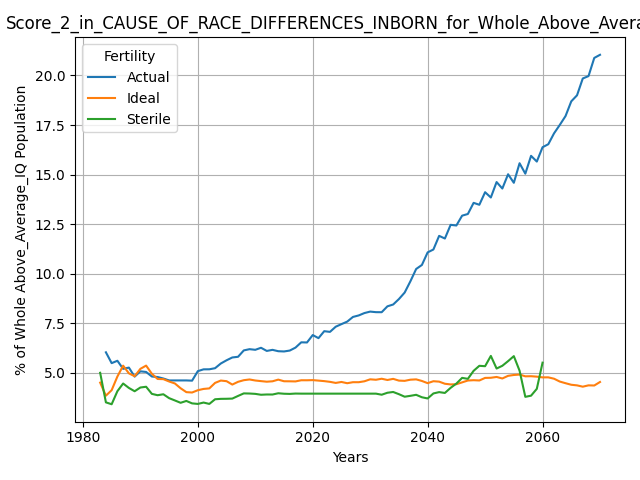 Score_2_in_CAUSE_OF_RACE_DIFFERENCES_INBORN_for_Whole_Above_Avera
Fertility
Actual
Ideal
Sterile
% of Whole Above_Average_IQ Population
20.0
17.5
15.0
12.5
10.0
7.5
5.0
1980
2000
2020
2040
2060
Years